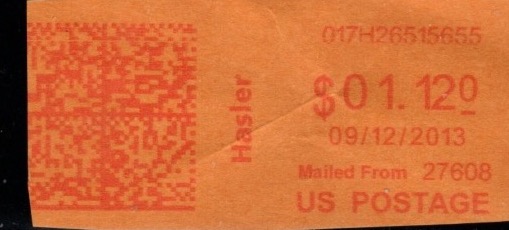 017H26515655
Hasler
$01.120
09/12/2013
Mailed From 27608
US POSTAGE